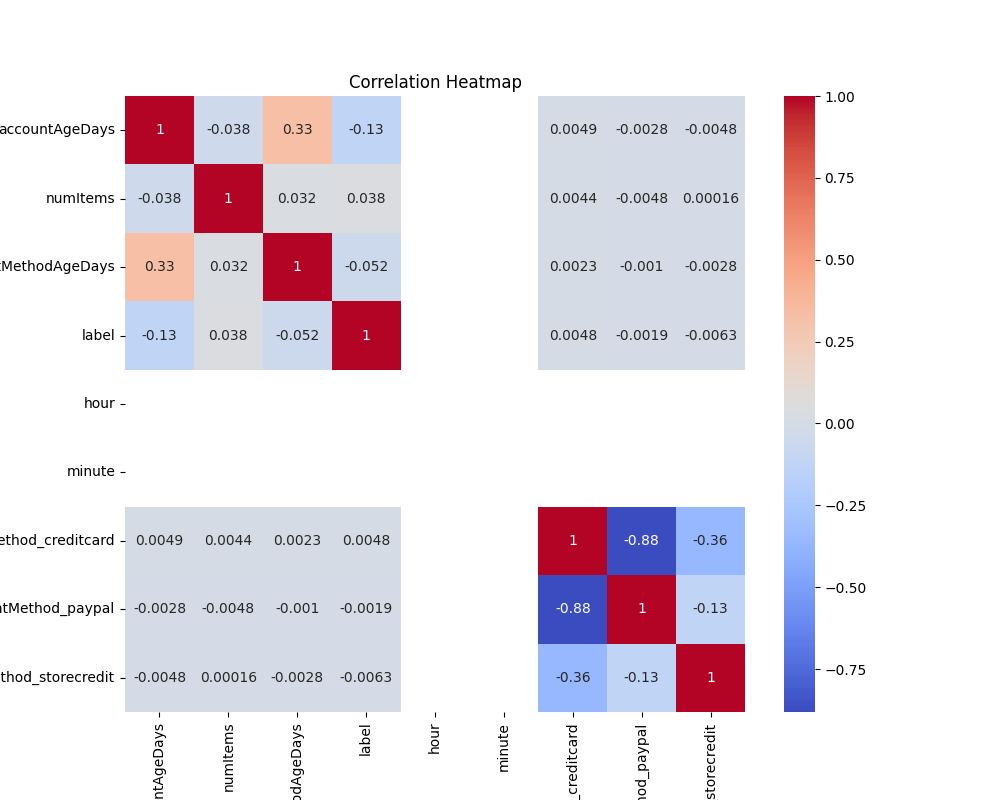 Correlation Heatmap
accountAgeDays 1 -0.038 0.33 -0.13 0.0049 -0.0028 -0.0048
numItems -0.038 1 0.032 0.038 0.0044 -0.0048 0.00016
tMethodAgeDays 0.33 0.032 1 -0.052 0.0023 -0.001 -0.0028
label -0.13 0.038 -0.052 1 0.0048 -0.0019 -0.0063
hour
minute
ethod_creditcard 0.0049 0.0044 0.0023 0.0048 1 -0.88 -0.36
ntMethod_paypal -0.0028 -0.0048 -0.001 -0.0019 -0.88 1 -0.13
thod_storecredit -0.0048 0.00016 -0.0028 -0.0063 -0.36 -0.13 1
ntAgeDays
numItems
odAgeDays
label
hour
minute
_creditcard
hod_paypal
_storecredit
1.00
0.75
0.50
0.25
0.00
−0.25
−0.50
−0.75